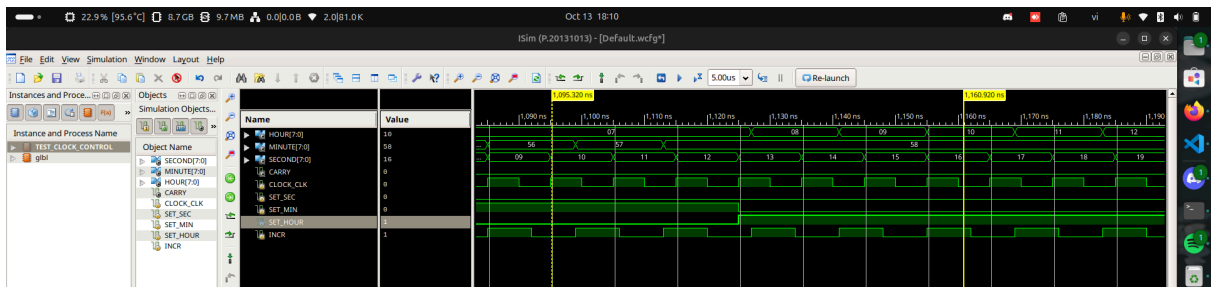 22.9% [95.6°C] 8.7GB 9.7MB 0.0|0.0B 2.0|81.0K Oct 13 18:10 vi
ISim (P.20131013) - [Default.wcfg*]
File Edit View Simulation Window Layout Help
5.00us Re-launch
Instances and Proce...
Objects
Simulation Objects...
Instance and Process Name
TEST_CLOCK_CONTROL
glbl
Object Name
SECOND[7:0]
MINUTE[7:0]
HOUR[7:0]
CARRY
CLOCK_CLK
SET_SEC
SET_MIN
SET_HOUR
INCR
Name Value
HOUR[7:0] 10
MINUTE[7:0] 58
SECOND[7:0] 16
CARRY 0
CLOCK_CLK 0
SET_SEC 0
SET_MIN 0
SET_HOUR 1
INCR 1
1,095.320 ns 1,160.920 ns
1,090 ns 1,100 ns 1,110 ns 1,120 ns 1,130 ns 1,140 ns 1,150 ns 1,160 ns 1,170 ns 1,180 ns 1,190
07 08 09 10 11 12
... 56 57 58
... 09 10 11 12 13 14 15 16 17 18 19